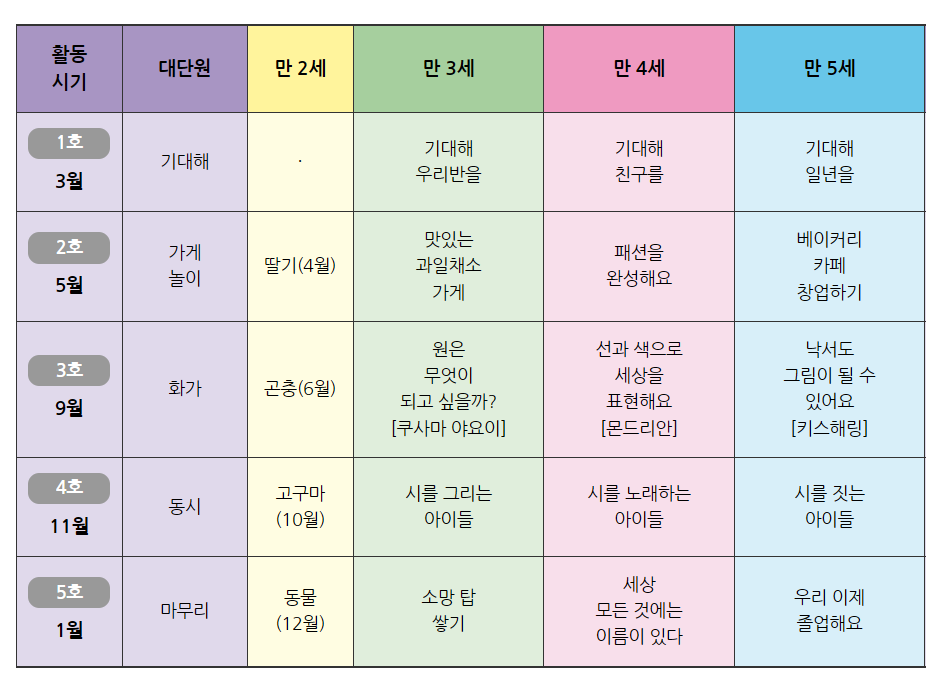 활동
시기
대단원
만 2세
만 3세
만 4세
만 5세
1호
3월
기대해
·
기대해
우리반을
기대해
친구를
기대해
일년을
2호
5월
가게
놀이
딸기(4월)
맛있는
과일채소
가게
패션을
완성해요
베이커리
카페
창업하기
3호
9월
화가
곤충(6월)
원은
무엇이
되고 싶을까?
[쿠사마 야요이]
선과 색으로
세상을
표현해요
[몬드리안]
낙서도
그림이 될 수
있어요
[키스해링]
4호
11월
동시
고구마
(10월)
시를 그리는
아이들
시를 노래하는
아이들
시를 짓는
아이들
5호
1월
마무리
동물
(12월)
소망 탑
쌓기
세상
모든 것에는
이름이 있다
우리 이제
졸업해요